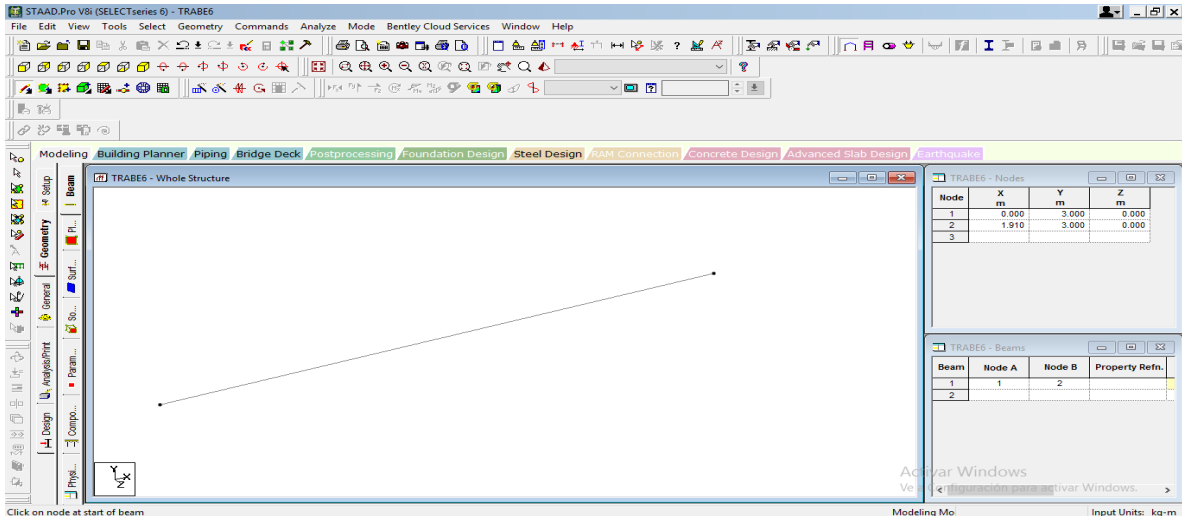 STAAD.Pro V8i (SELECTseries 6) - TRABE6
File Edit View Tools Select Geometry Commands Analyze Mode Bentley Cloud Services Window Help
Modeling Building Planner Piping Bridge Deck Postprocessing Foundation Design Steel Design RAM Connection Concrete Design Advanced Slab Design Earthquake
Setup
Geometry
General
Analysis/Print
Design
Beam
Pl...
Surf...
So...
Param...
Compo...
Physi...
TRABE6 - Whole Structure
Y
X
Z
TRABE6 - Nodes
Node X Y Z
m m m
1 0.000 3.000 0.000
2 1.910 3.000 0.000
3
TRABE6 - Beams
Beam Node A Node B Property Refn.
1 1 2
2
Activar Windows
Ve a Configuración para activar Windows.
Click on node at start of beam
Modeling Mo
Input Units: kg-m